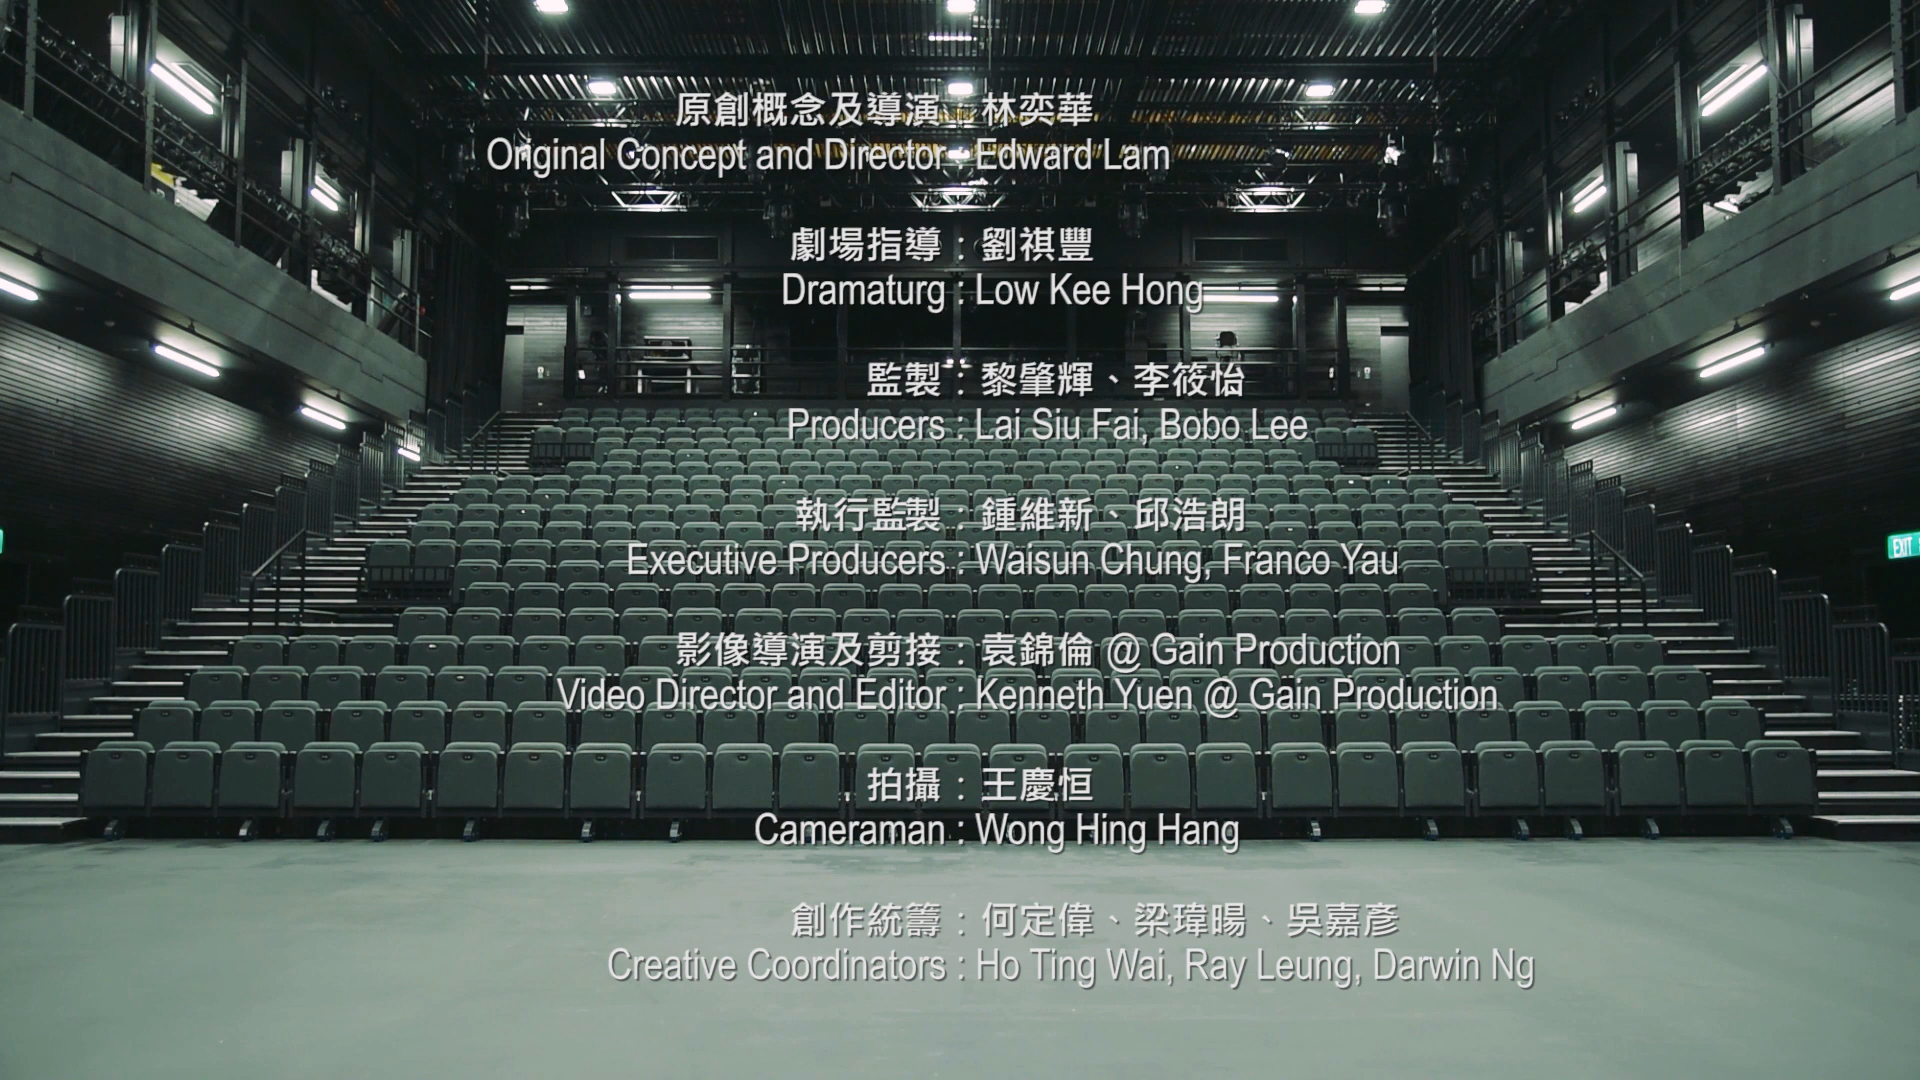 原創概念及導演：林奕華
Original Concept and Director : Edward Lam
劇場指導：劉祺豐
Dramaturg : Low Kee Hong
監製：黎肇輝、李筱怡
Producers : Lai Siu Fai, Bobo Lee
執行監製：鍾維新、邱浩朗
Executive Producers : Waisun Chung, Franco Yau
影像導演及剪接：袁錦倫 @ Gain Production
Video Director and Editor : Kenneth Yuen @ Gain Production
拍攝：王慶恒
Cameraman : Wong Hing Hang
創作統籌：何定偉、梁瑋暘、吳嘉彥
Creative Coordinators : Ho Ting Wai, Ray Leung, Darwin Ng
EXIT